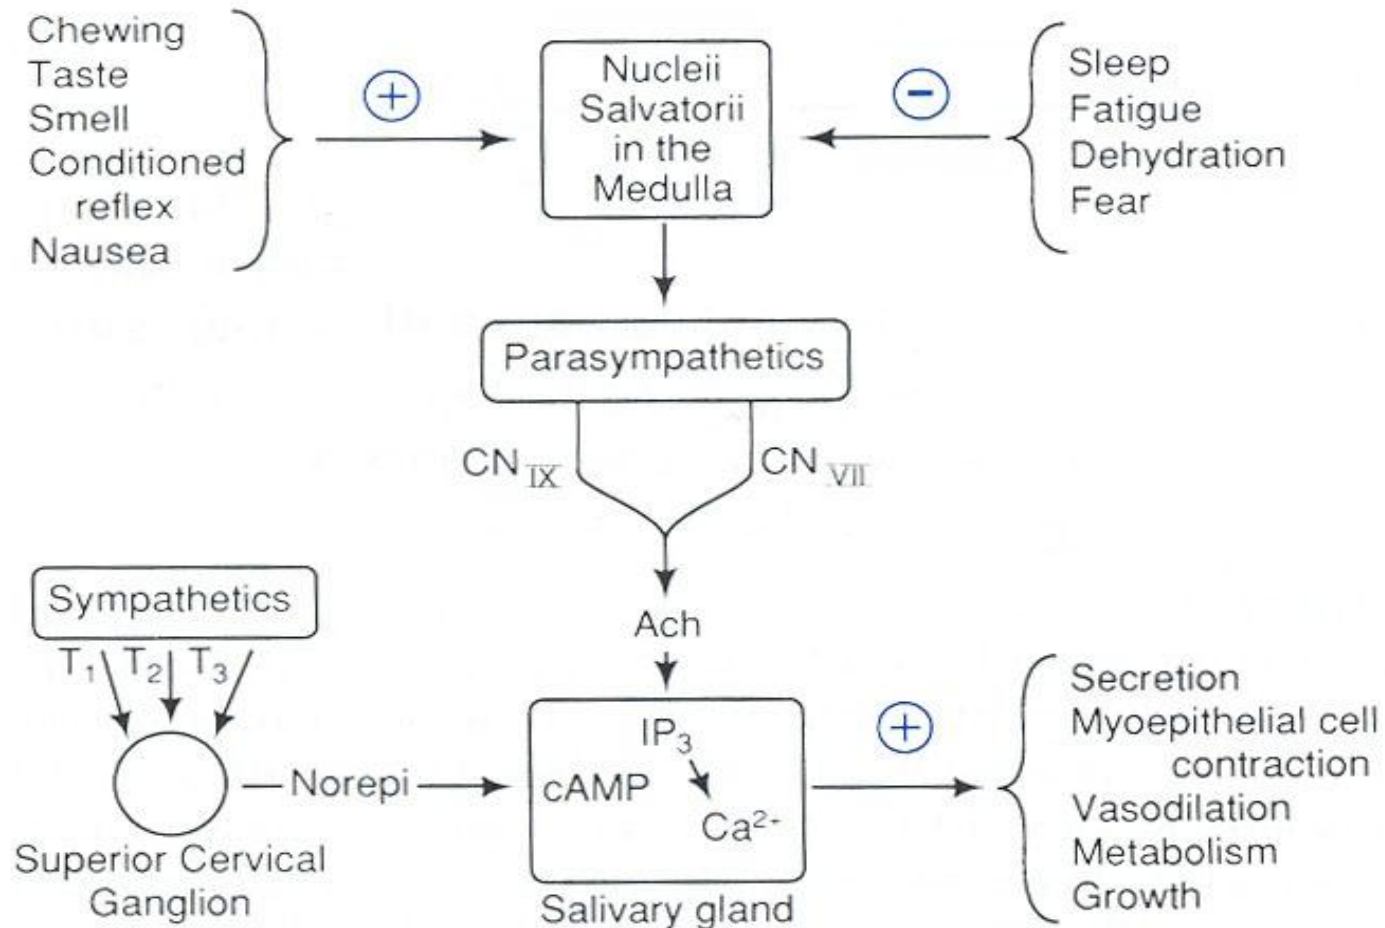 Chewing
Taste
Smell
Conditioned
reflex
Nausea
+
Nucleii
Salvatorii
in the
Medulla
−
Sleep
Fatigue
Dehydration
Fear
Parasympathetics
CN IX
CN VII
Ach
Sympathetics
T1 T2 T3
Superior Cervical
Ganglion
Norepi
IP3
cAMP
Ca2-
Salivary gland
+
Secretion
Myoepithelial cell
contraction
Vasodilation
Metabolism
Growth